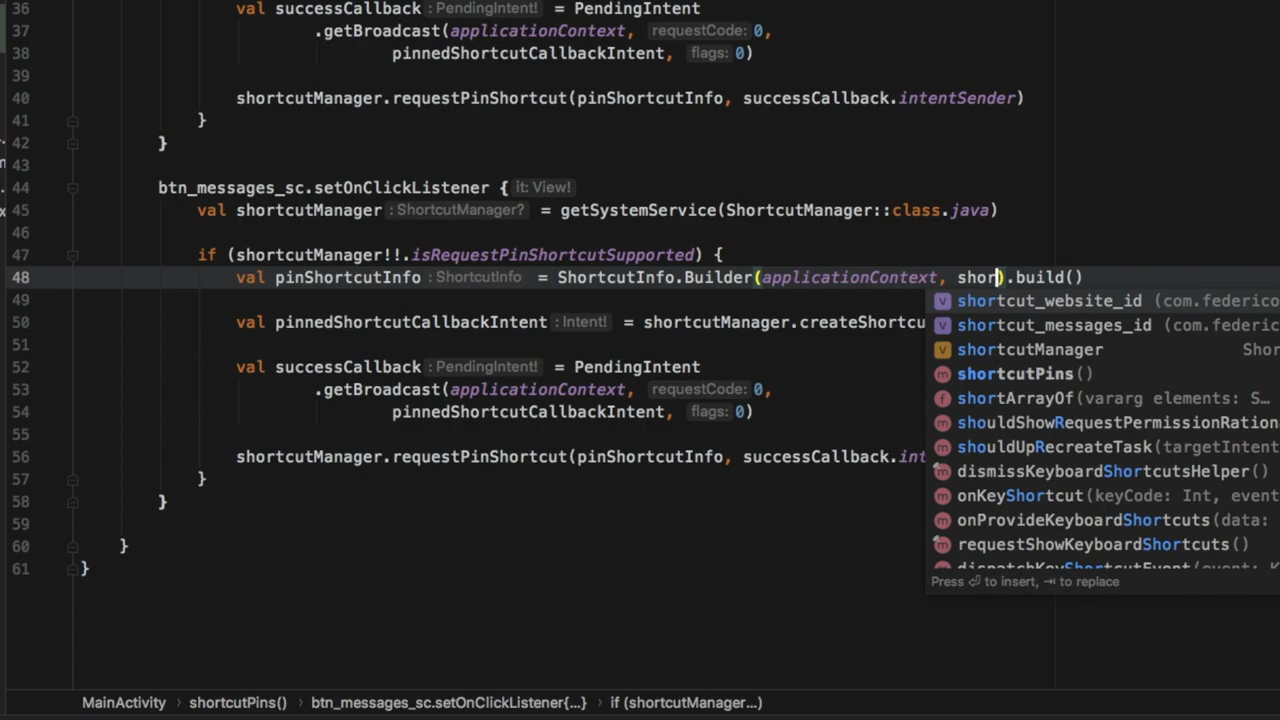 36 val successCallback : PendingIntent! = PendingIntent
37 .getBroadcast(applicationContext, requestCode: 0,
38 pinnedShortcutCallbackIntent, flags: 0)
39
40 shortcutManager.requestPinShortcut(pinShortcutInfo, successCallback.intentSender)
41 }
42 }
43
44 btn_messages_sc.setOnClickListener { it: View!
45 val shortcutManager : ShortcutManager? = getSystemService(ShortcutManager::class.java)
46
47 if (shortcutManager!!.isRequestPinShortcutSupported) {
48 val pinShortcutInfo : ShortcutInfo = ShortcutInfo.Builder(applicationContext, shor).build()
49 shortcut_website_id (com.federico
50 val pinnedShortcutCallbackIntent : Intent! = shortcutManager.createShortcu
shortcut_messages_id (com.federico
51 shortcutManager Shor
52 val successCallback : PendingIntent! = PendingIntent
shortcutPins()
53 .getBroadcast(applicationContext, requestCode: 0,
shortArrayOf(vararg elements: S...
54 pinnedShortcutCallbackIntent, flags: 0)
shouldShowRequestPermissionRationa
55 shouldUpRecreateTask(targetIntent
56 shortcutManager.requestPinShortcut(pinShortcutInfo, successCallback.int
dismissKeyboardShortcutsHelper()
57 }
onKeyShortcut(keyCode: Int, event
58 }
onProvideKeyboardShortcuts(data:
59 requestShowKeyboardShortcuts()
60 }
61 }
dispatchKeyShortcutEvent(event: K
Press ⏎ to insert, ⇥ to replace
MainActivity › shortcutPins() › btn_messages_sc.setOnClickListener{...} › if (shortcutManager...)